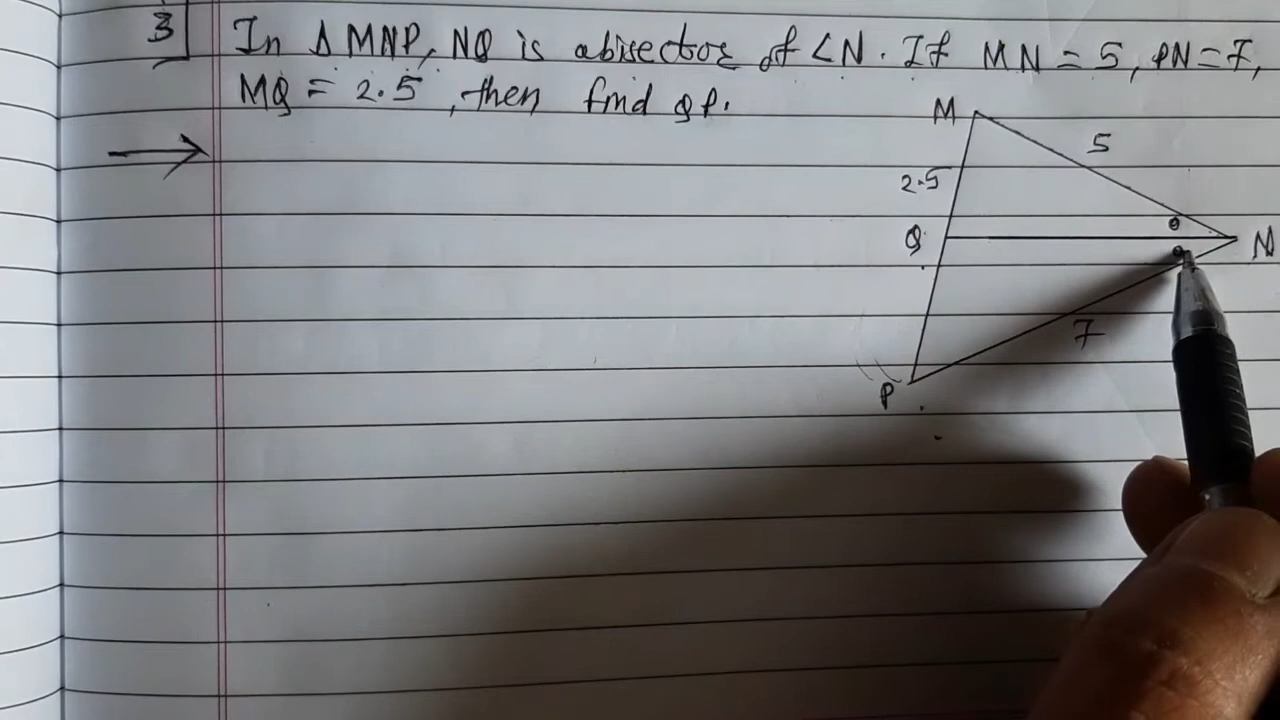 3 In ΔMNP, NQ is a bisector of ∠N. If MN = 5, PN = 7,
MQ = 2.5, then find QP.
M
5
2.5
Q
N
7
P